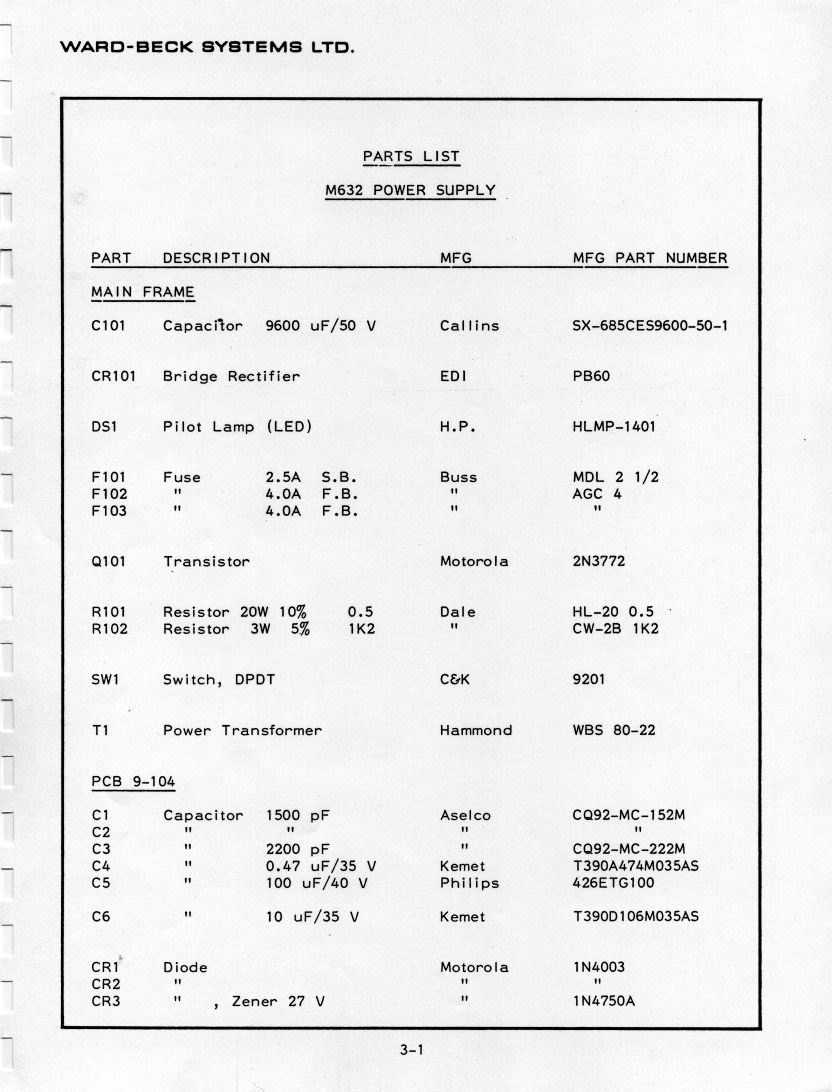 WARD-BECK SYSTEMS LTD.
PARTS LIST
M632 POWER SUPPLY
PART DESCRIPTION MFG MFG PART NUMBER
MAIN FRAME
C101 Capacitor 9600 uF/50 V Callins SX-685CES9600-50-1
CR101 Bridge Rectifier EDI PB60
DS1 Pilot Lamp (LED) H.P. HLMP-1401
F101 Fuse 2.5A S.B. Buss MDL 2 1/2
F102 " 4.0A F.B. " AGC 4
F103 " 4.0A F.B. " "
Q101 Transistor Motorola 2N3772
R101 Resistor 20W 10% 0.5 Dale HL-20 0.5
R102 Resistor 3W 5% 1K2 " CW-2B 1K2
SW1 Switch, DPDT C&K 9201
T1 Power Transformer Hammond WBS 80-22
PCB 9-104
C1 Capacitor 1500 pF Aselco CQ92-MC-152M
C2 " " " "
C3 " 2200 pF " CQ92-MC-222M
C4 " 0.47 uF/35 V Kemet T390A474M035AS
C5 " 100 uF/40 V Philips 426ETG100
C6 " 10 uF/35 V Kemet T390D106M035AS
CR1 Diode Motorola 1N4003
CR2 " " "
CR3 " , Zener 27 V " 1N4750A
3-1